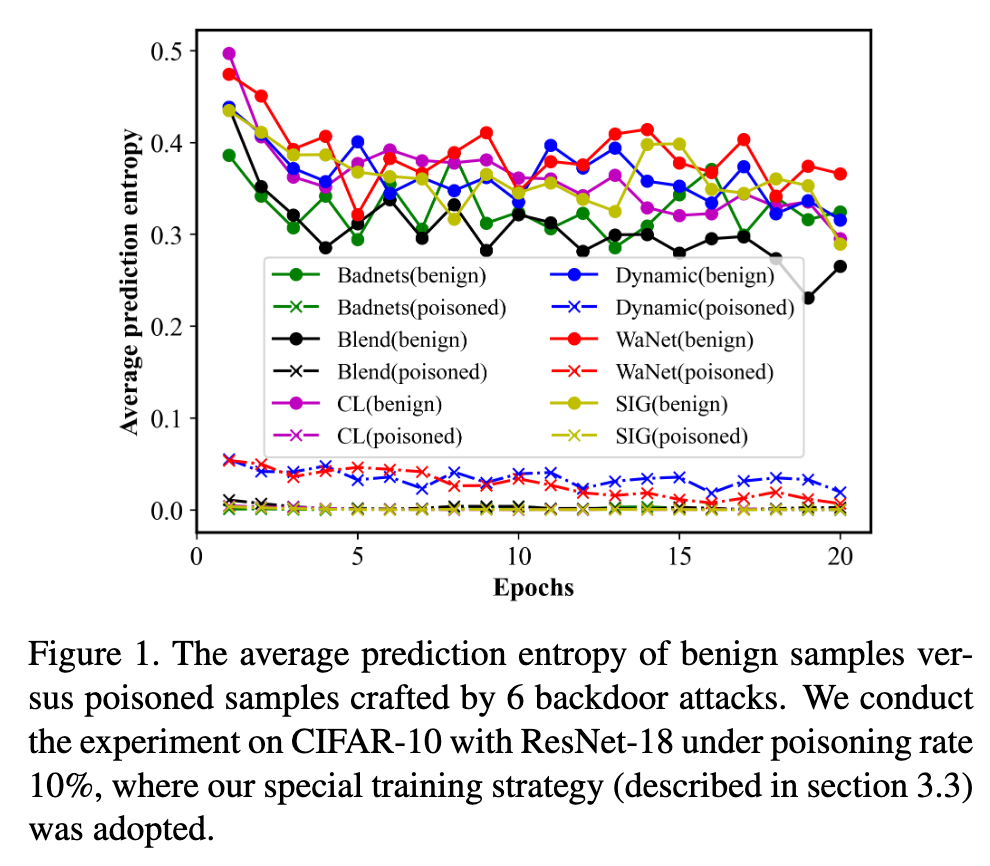 0.5
0.4
0.3
0.2
0.1
0.0
Average prediction entropy
Badnets(benign)
Badnets(poisoned)
Blend(benign)
Blend(poisoned)
CL(benign)
CL(poisoned)
Dynamic(benign)
Dynamic(poisoned)
WaNet(benign)
WaNet(poisoned)
SIG(benign)
SIG(poisoned)
0 5 10 15 20
Epochs
Figure 1. The average prediction entropy of benign samples ver-
sus poisoned samples crafted by 6 backdoor attacks. We conduct
the experiment on CIFAR-10 with ResNet-18 under poisoning rate
10%, where our special training strategy (described in section 3.3)
was adopted.